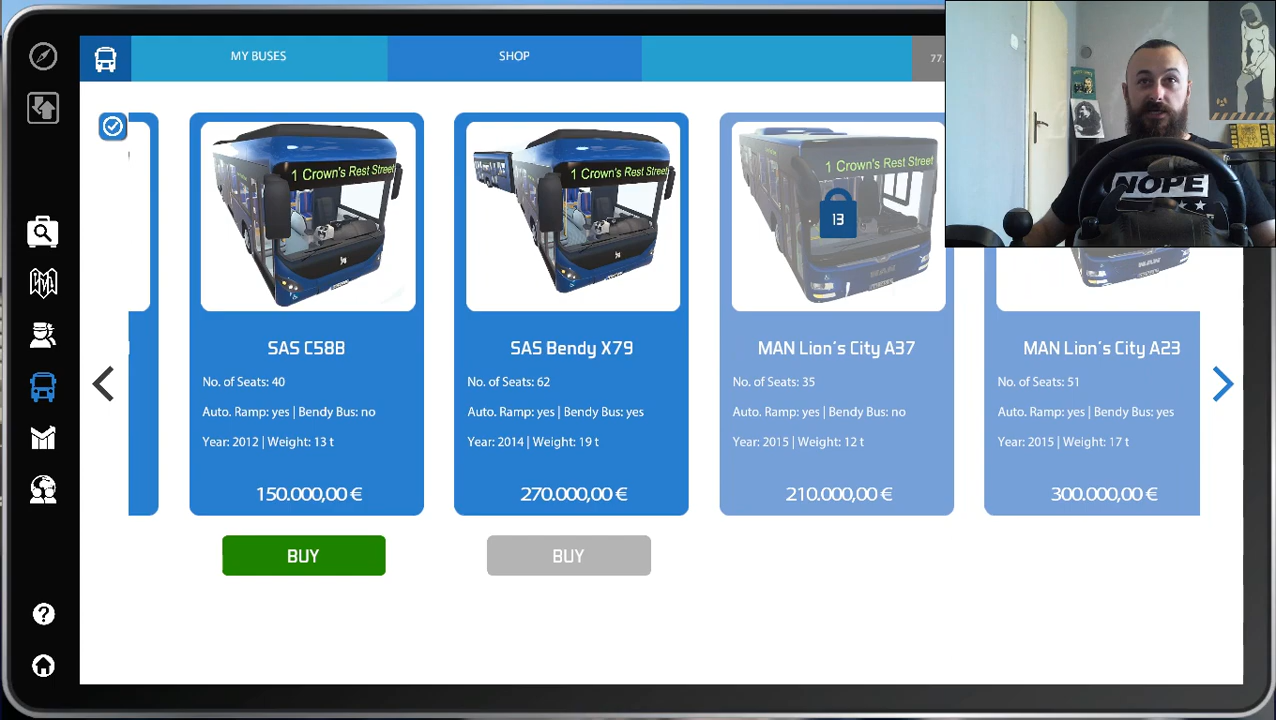 MY BUSES
SHOP
77.
1 Crown's Rest Street
1 Crown's Rest Street
1 Crown's Rest Street
13
MAN
NOPE
SAS C58B
No. of Seats: 40
Auto. Ramp: yes | Bendy Bus: no
Year: 2012 | Weight: 13 t
150.000,00 €
BUY
SAS Bendy X79
No. of Seats: 62
Auto. Ramp: yes | Bendy Bus: yes
Year: 2014 | Weight: 19 t
270.000,00 €
BUY
MAN Lion´s City A37
No. of Seats: 35
Auto. Ramp: yes | Bendy Bus: no
Year: 2015 | Weight: 12 t
210.000,00 €
MAN Lion´s City A23
No. of Seats: 51
Auto. Ramp: yes | Bendy Bus: yes
Year: 2015 | Weight: 17 t
300.000,00 €